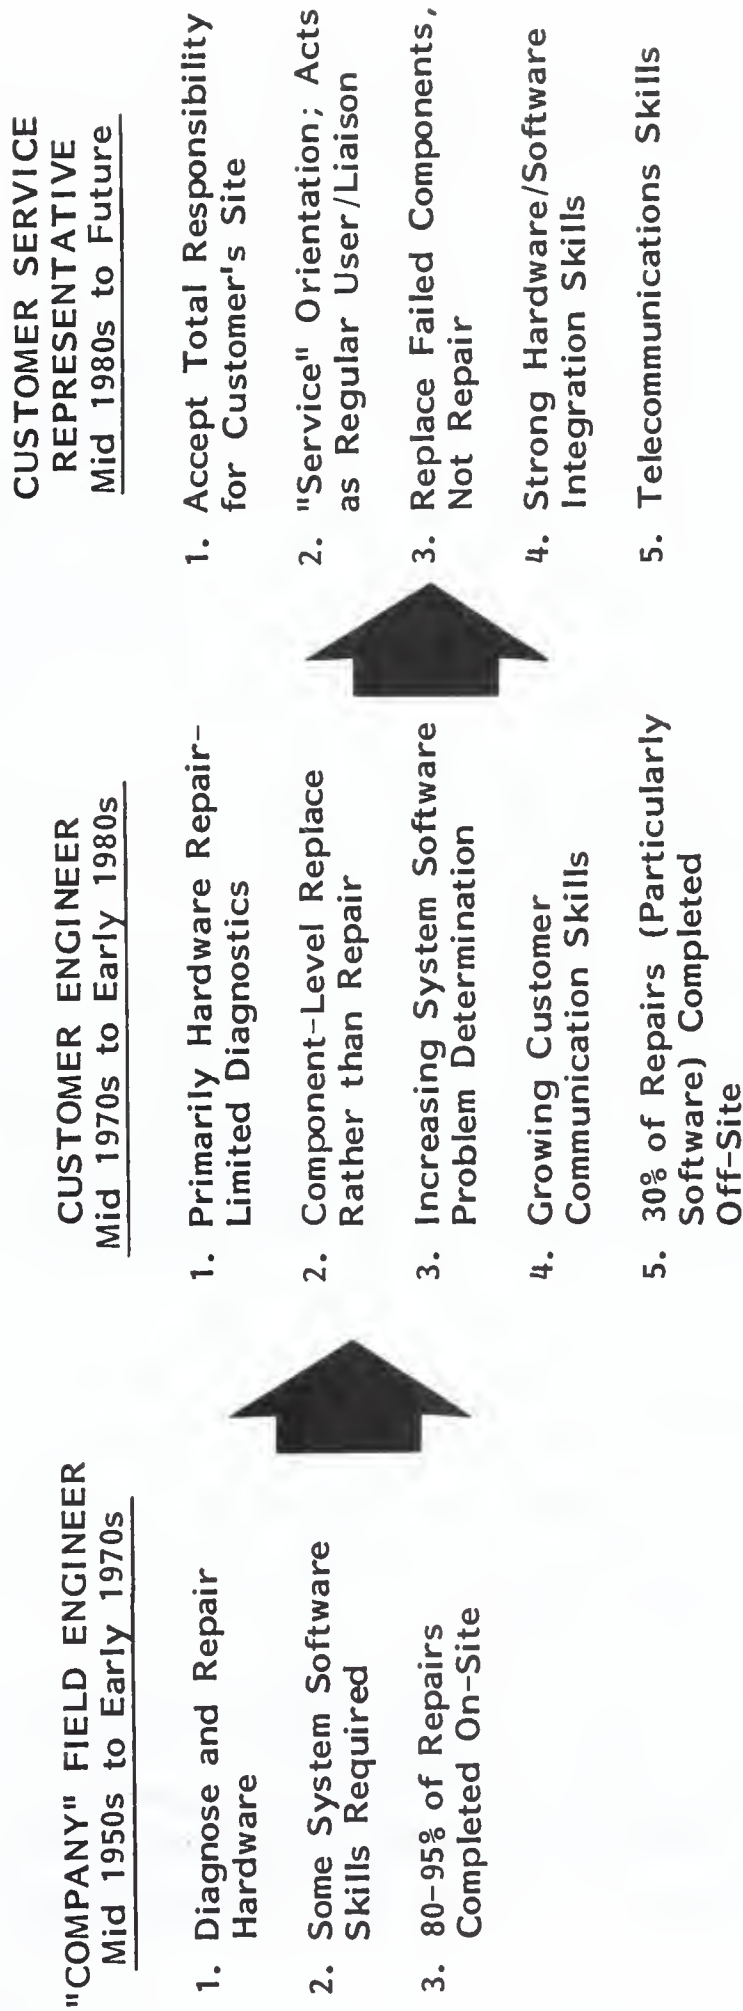 "COMPANY" FIELD ENGINEER
Mid 1950s to Early 1970s
1. Diagnose and Repair
Hardware
2. Some System Software
Skills Required
3. 80-95% of Repairs
Completed On-Site
CUSTOMER ENGINEER
Mid 1970s to Early 1980s
1. Primarily Hardware Repair-
Limited Diagnostics
2. Component-Level Replace
Rather than Repair
3. Increasing System Software
Problem Determination
4. Growing Customer
Communication Skills
5. 30% of Repairs (Particularly
Software) Completed
Off-Site
CUSTOMER SERVICE
REPRESENTATIVE
Mid 1980s to Future
1. Accept Total Responsibility
for Customer's Site
2. "Service" Orientation; Acts
as Regular User/Liaison
3. Replace Failed Components,
Not Repair
4. Strong Hardware/Software
Integration Skills
5. Telecommunications Skills